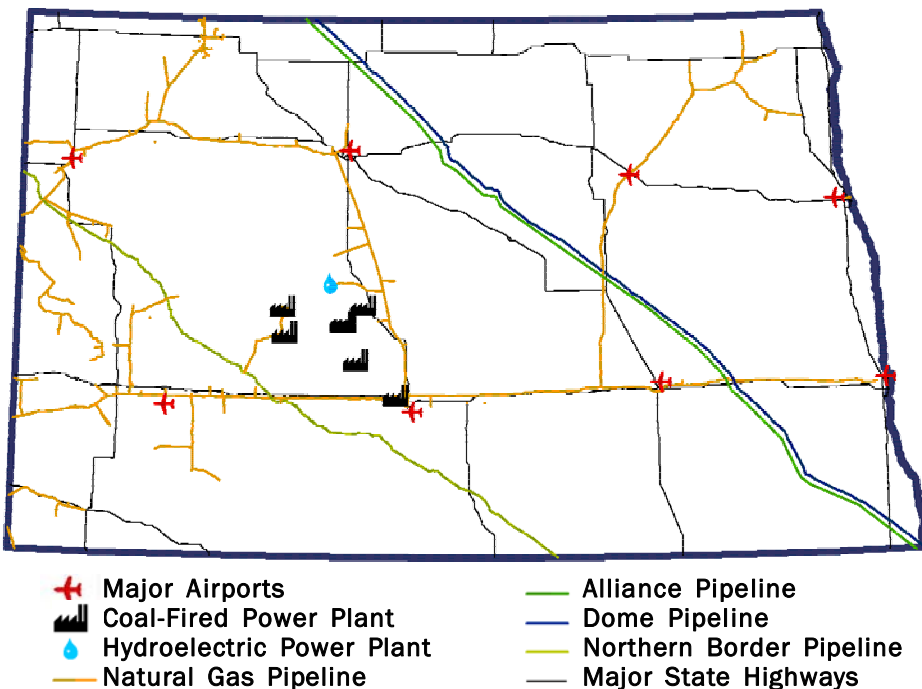 Major Airports
Coal-Fired Power Plant
Hydroelectric Power Plant
Natural Gas Pipeline
Alliance Pipeline
Dome Pipeline
Northern Border Pipeline
Major State Highways